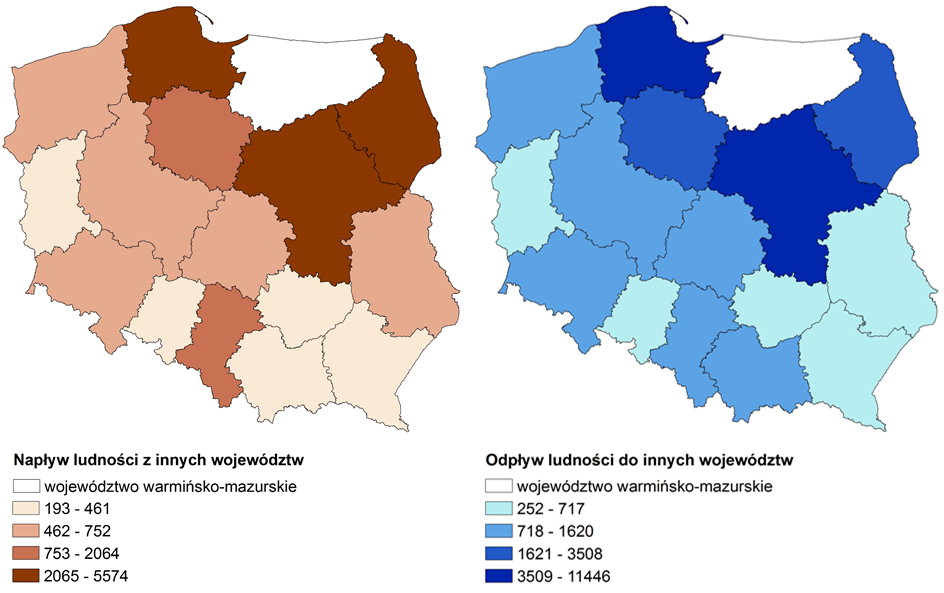 Napływ ludności z innych województw
województwo warmińsko-mazurskie
193 - 461
462 - 752
753 - 2064
2065 - 5574
Odpływ ludności do innych województw
województwo warmińsko-mazurskie
252 - 717
718 - 1620
1621 - 3508
3509 - 11446